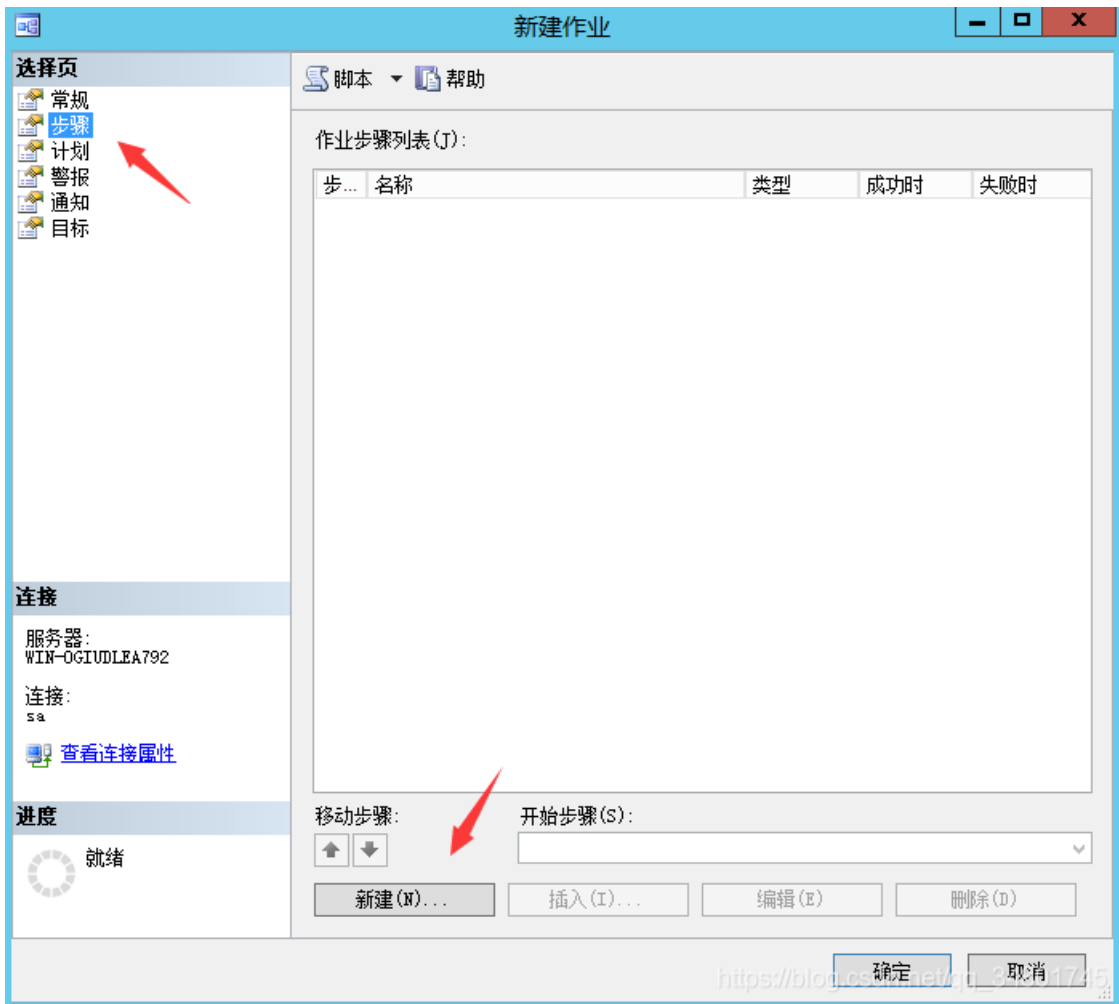 新建作业
选择页
常规
步骤
计划
警报
通知
目标
脚本 帮助
作业步骤列表(J):
步... 名称 类型 成功时 失败时
连接
服务器:
WIN-OGIUDLEA792
连接:
sa
查看连接属性
进度
就绪
移动步骤: 开始步骤(S):
新建(N)... 插入(I)... 编辑(E) 删除(D)
确定 取消